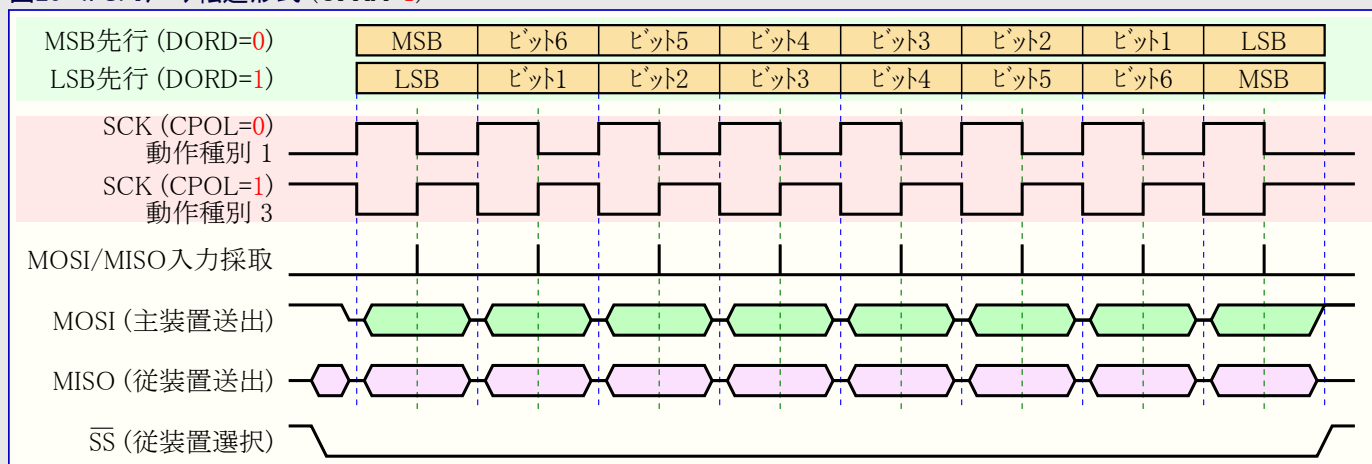 MSB先行 (DORD=0) MSB ビット6 ビット5 ビット4 ビット3 ビット2 ビット1 LSB
LSB先行 (DORD=1) LSB ビット1 ビット2 ビット3 ビット4 ビット5 ビット6 MSB
SCK (CPOL=0)
動作種別 1
SCK (CPOL=1)
動作種別 3
MOSI/MISO入力採取
MOSI (主装置送出)
MISO (従装置送出)
SS (従装置選択)